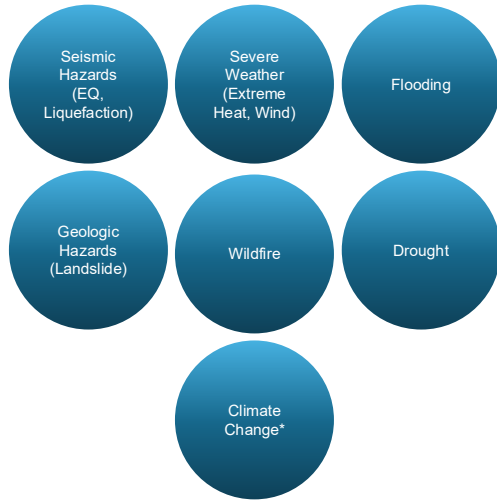 Seismic
Hazards
(EQ,
Liquefaction)
Severe
Weather
(Extreme
Heat, Wind)
Flooding
Geologic
Hazards
(Landslide)
Wildfire
Drought
Climate
Change*